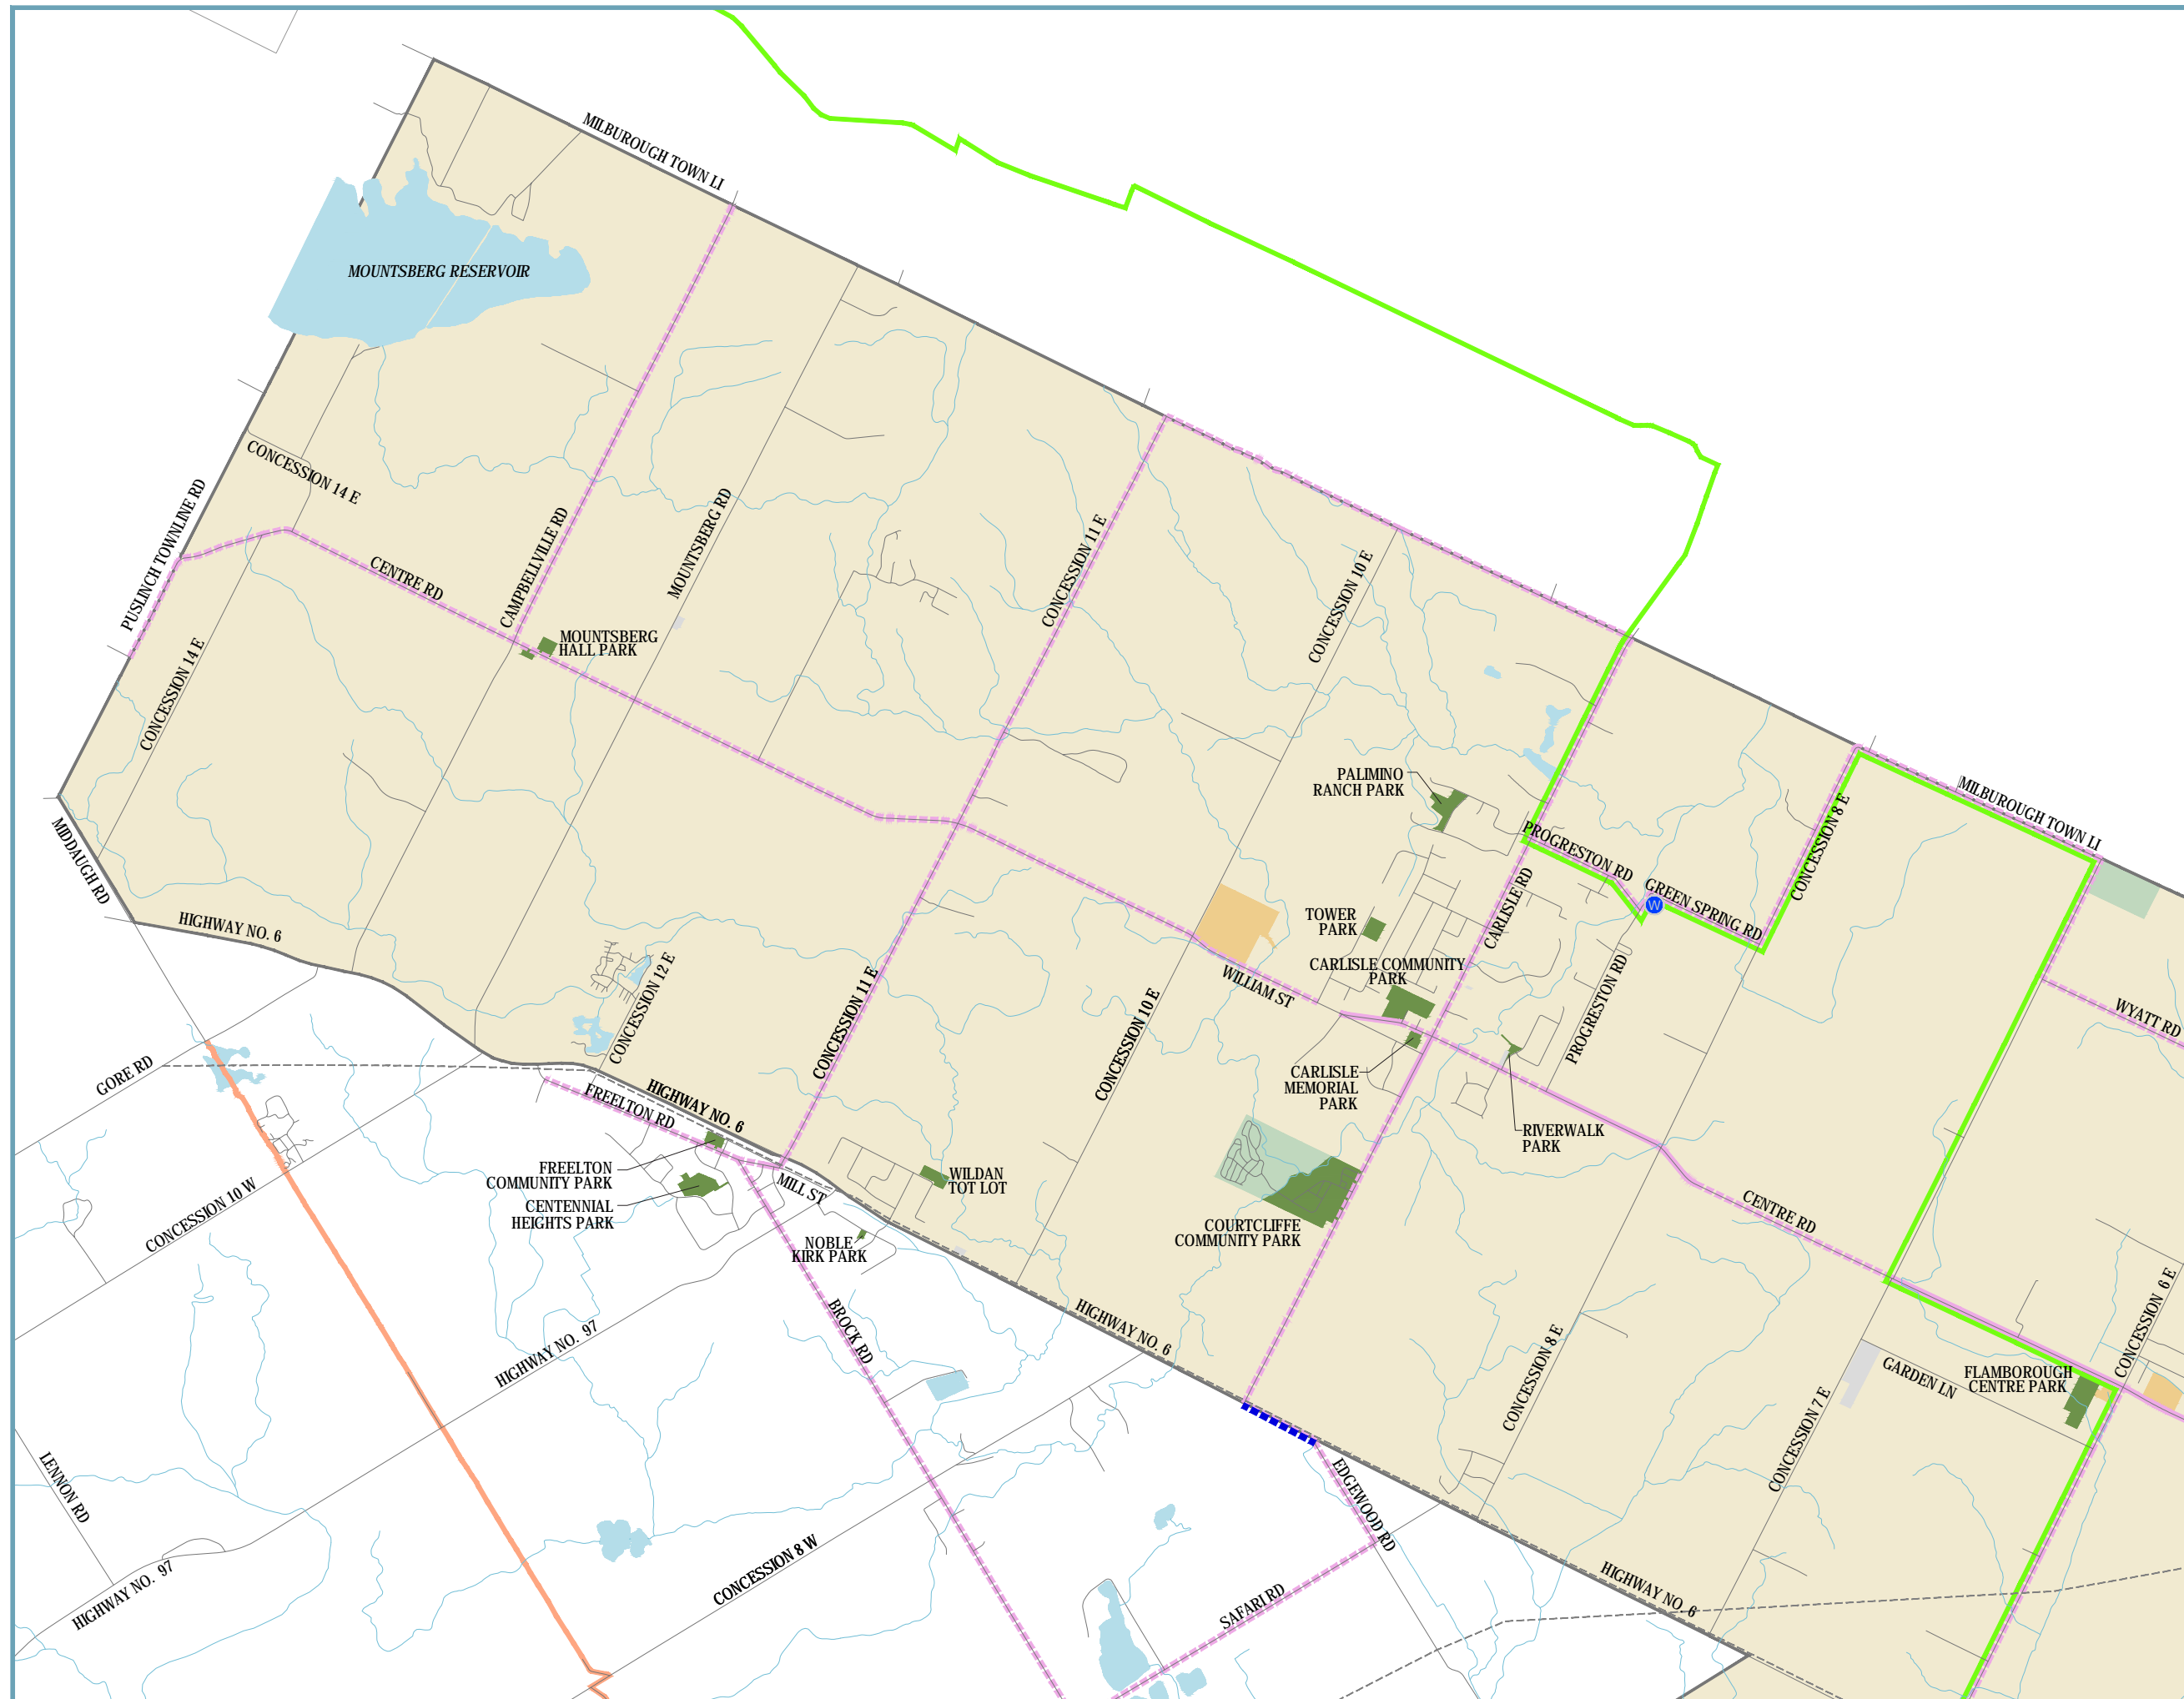 MILBUROUGH TOWN LI
MOUNTSBERG RESERVOIR
CONCESSION 14 E
PUSLINCH TOWNLINE RD
CENTRE RD
CAMPBELLVILLE RD
MOUNTSBERG RD
CONCESSION 11 E
CONCESSION 10 E
MOUNTSBERG
HALL PARK
CONCESSION 14 E
PALIMINO
RANCH PARK
MILBUROUGH TOWN LI
MIDDAUGH RD
PROGRESTON RD
CONCESSION 8 E
GREEN SPRING RD
W
CARLISLE RD
HIGHWAY NO. 6
TOWER
PARK
CARLISLE COMMUNITY
PARK
WILLIAM ST
CONCESSION 12 E
CONCESSION 11 E
CONCESSION 10 E
PROGRESTON RD
WYATT RD
GORE RD
FREELTON RD
HIGHWAY NO. 6
CARLISLE
MEMORIAL
PARK
RIVERWALK
PARK
FREELTON
COMMUNITY PARK
MILL ST
WILDAN
TOT LOT
CENTENNIAL
HEIGHTS PARK
CONCESSION 10 W
NOBLE
KIRK PARK
COURTCLIFFE
COMMUNITY PARK
CENTRE RD
HIGHWAY NO. 97
BROCK RD
HIGHWAY NO. 6
CONCESSION 8 E
CONCESSION 6 E
GARDEN LN
FLAMBOROUGH
CENTRE PARK
CONCESSION 7 E
LENNON RD
EDGEWOOD RD
CONCESSION 8 W
HIGHWAY NO. 97
SAFARI RD
HIGHWAY NO. 6